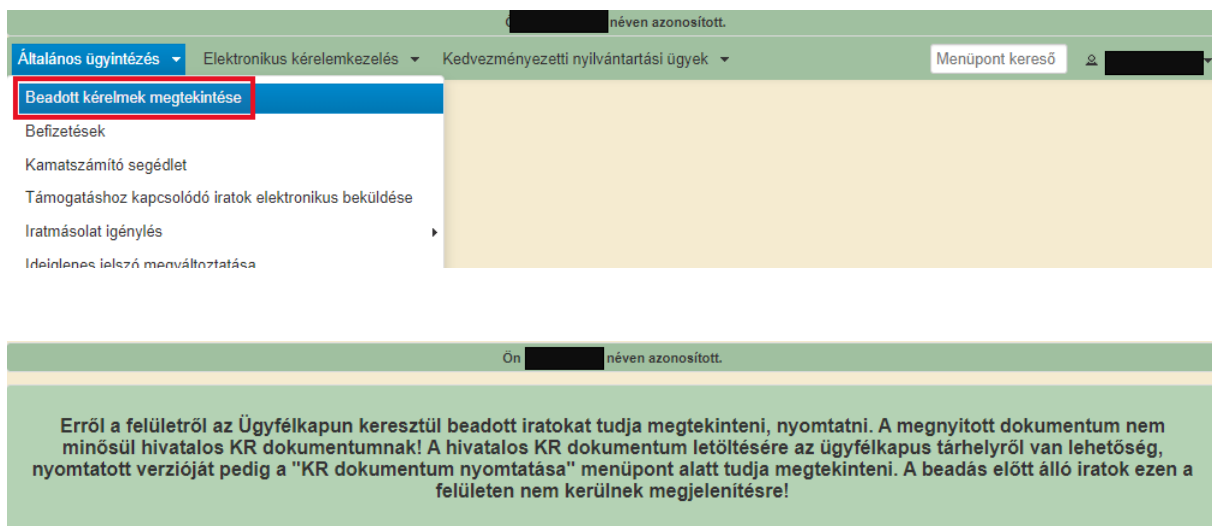 néven azonosított.
Általános ügyintézés Elektronikus kérelemkezelés Kedvezményezetti nyilvántartási ügyek Menüpont kereső
Beadott kérelmek megtekintése
Befizetések
Kamatszámító segédlet
Támogatáshoz kapcsolódó iratok elektronikus beküldése
Iratmásolat igénylés
Ideiglenes jelszó megváltoztatása
Ön néven azonosított.
Erről a felületről az Ügyfélkapun keresztül beadott iratokat tudja megtekinteni, nyomtatni. A megnyitott dokumentum nem
minősül hivatalos KR dokumentumnak! A hivatalos KR dokumentum letöltésére az ügyfélkapus tárhelyről van lehetőség,
nyomtatott verzióját pedig a "KR dokumentum nyomtatása" menüpont alatt tudja megtekinteni. A beadás előtt álló iratok ezen a
felületen nem kerülnek megjelenítésre!